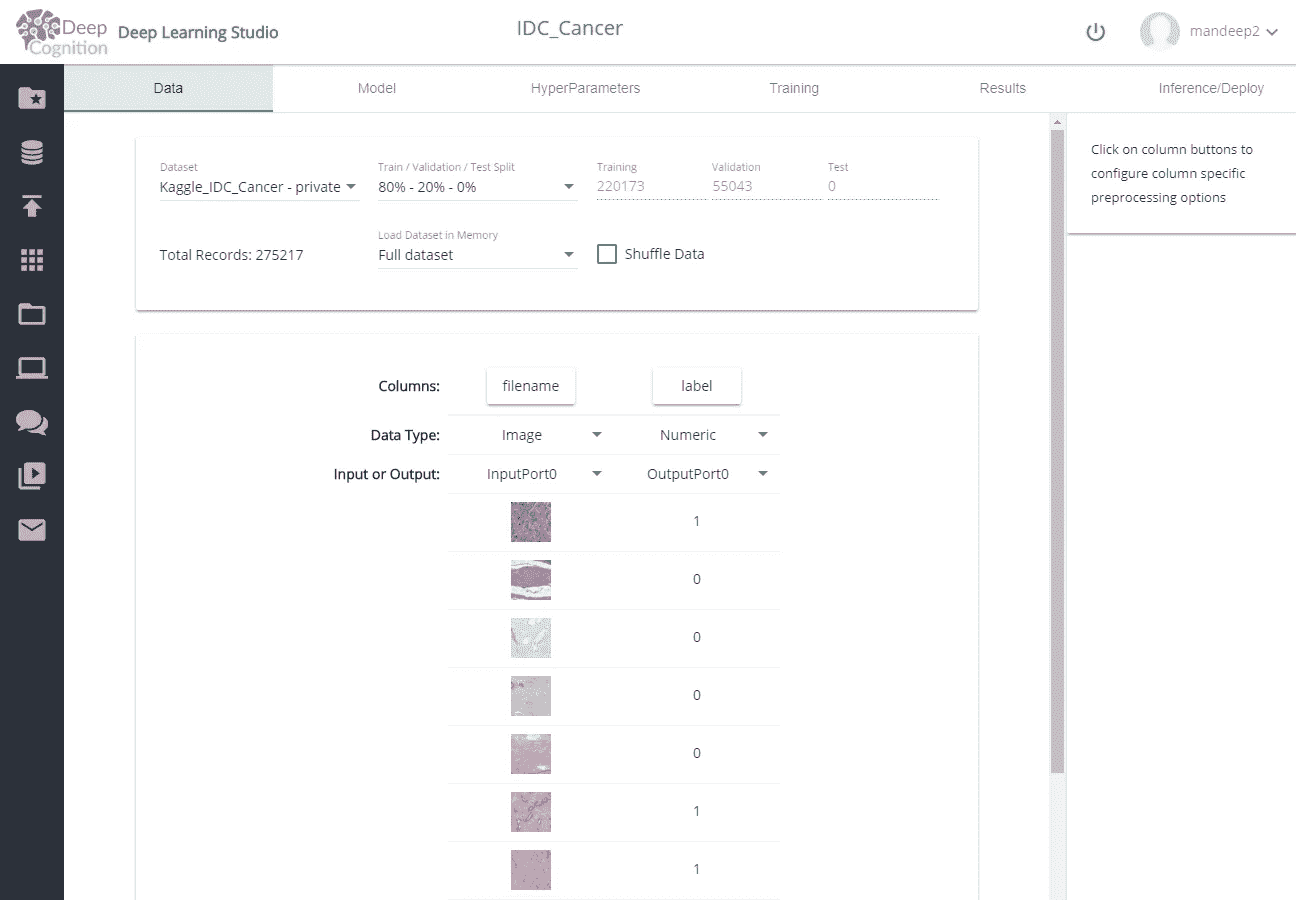 Deep Cognition
Deep Learning Studio
IDC_Cancer
mandeep2
Data Model HyperParameters Training Results Inference/Deploy
Dataset Train / Validation / Test Split Training Validation Test
Kaggle_IDC_Cancer - private 80% - 20% - 0% 220173 55043 0
Load Dataset in Memory
Total Records: 275217 Full dataset Shuffle Data
Click on column buttons to
configure column specific
preprocessing options
Columns: filename label
Data Type: Image Numeric
Input or Output: InputPort0 OutputPort0
1
0
0
0
0
1
1